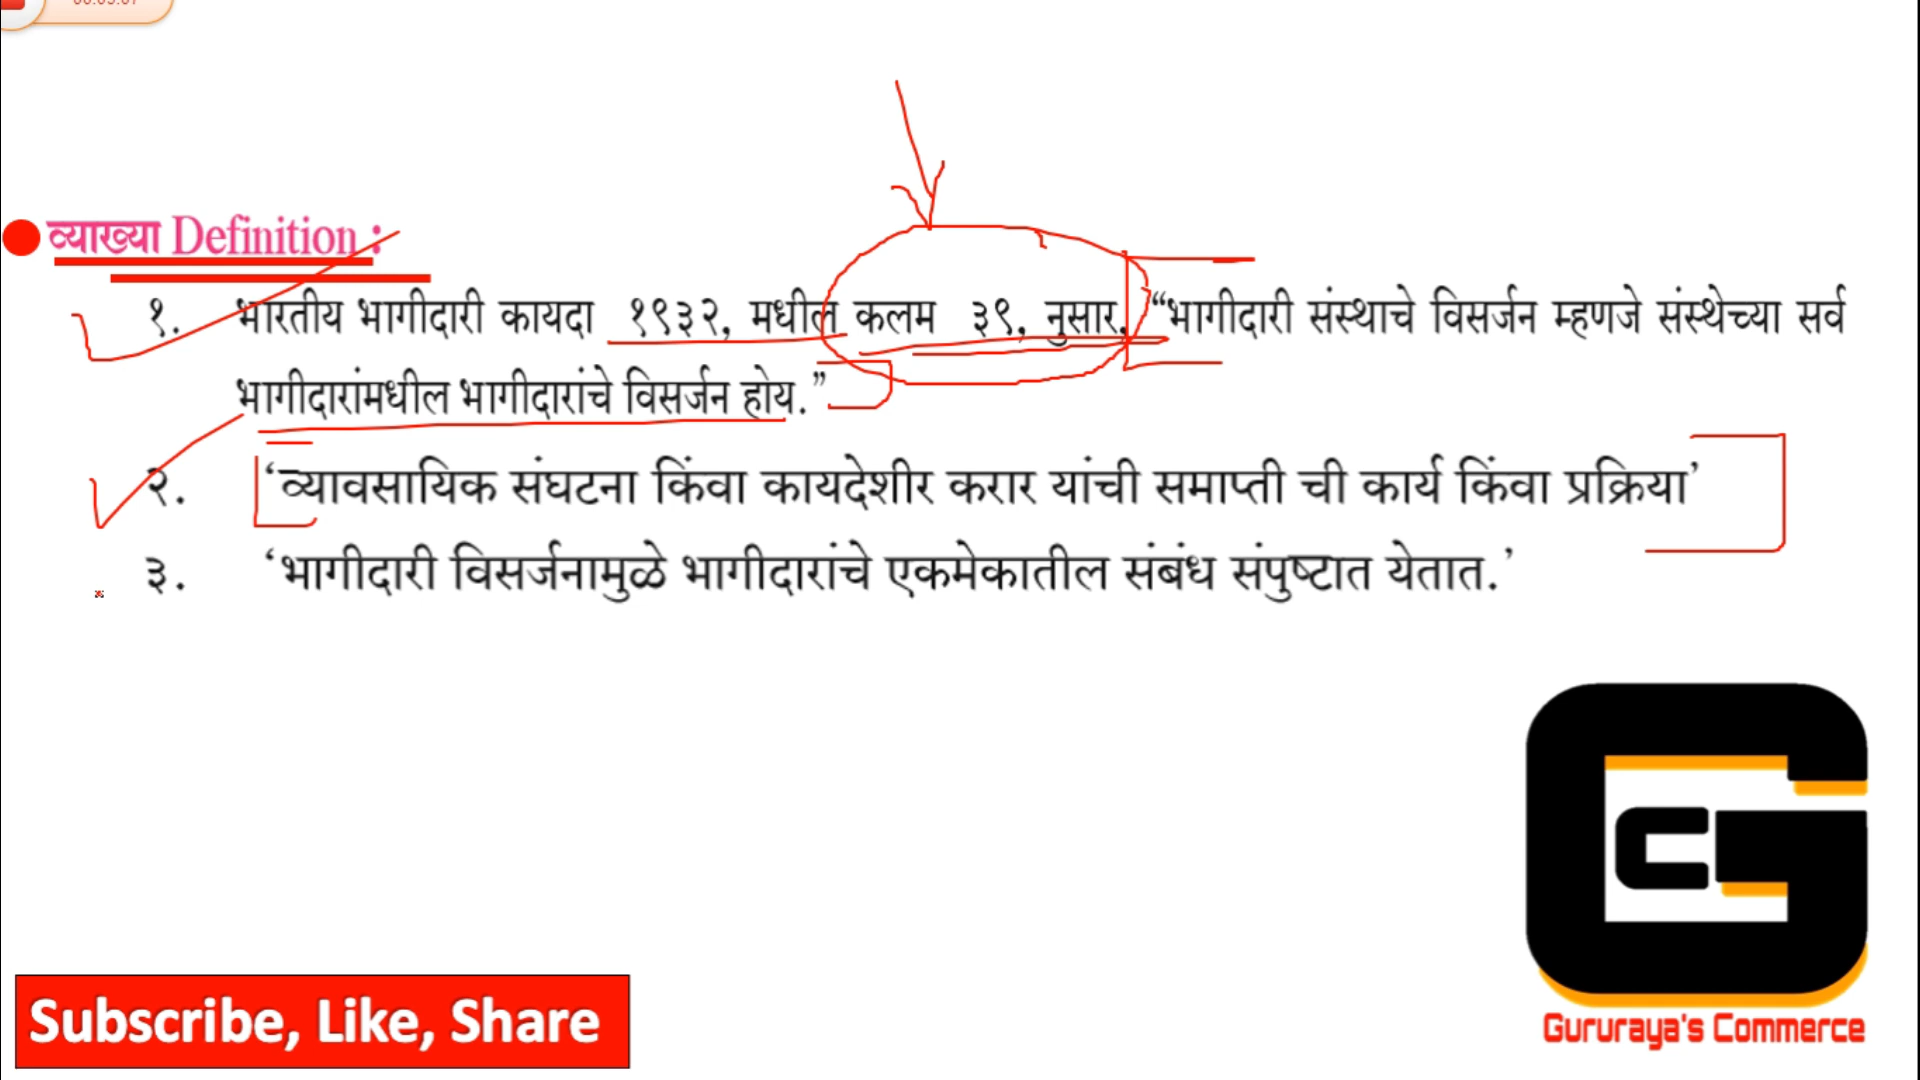 व्याख्या Definition :
१. भारतीय भागीदारी कायदा १९३२, मधील कलम ३९, नुसार, “भागीदारी संस्थाचे विसर्जन म्हणजे संस्थेच्या सर्व
भागीदारांमधील भागीदारांचे विसर्जन होय.”
२. ‘व्यावसायिक संघटना किंवा कायदेशीर करार यांची समाप्ती ची कार्य किंवा प्रक्रिया’
३. ‘भागीदारी विसर्जनामुळे भागीदारांचे एकमेकातील संबंध संपुष्टात येतात.’
Subscribe, Like, Share
Gururaya's Commerce